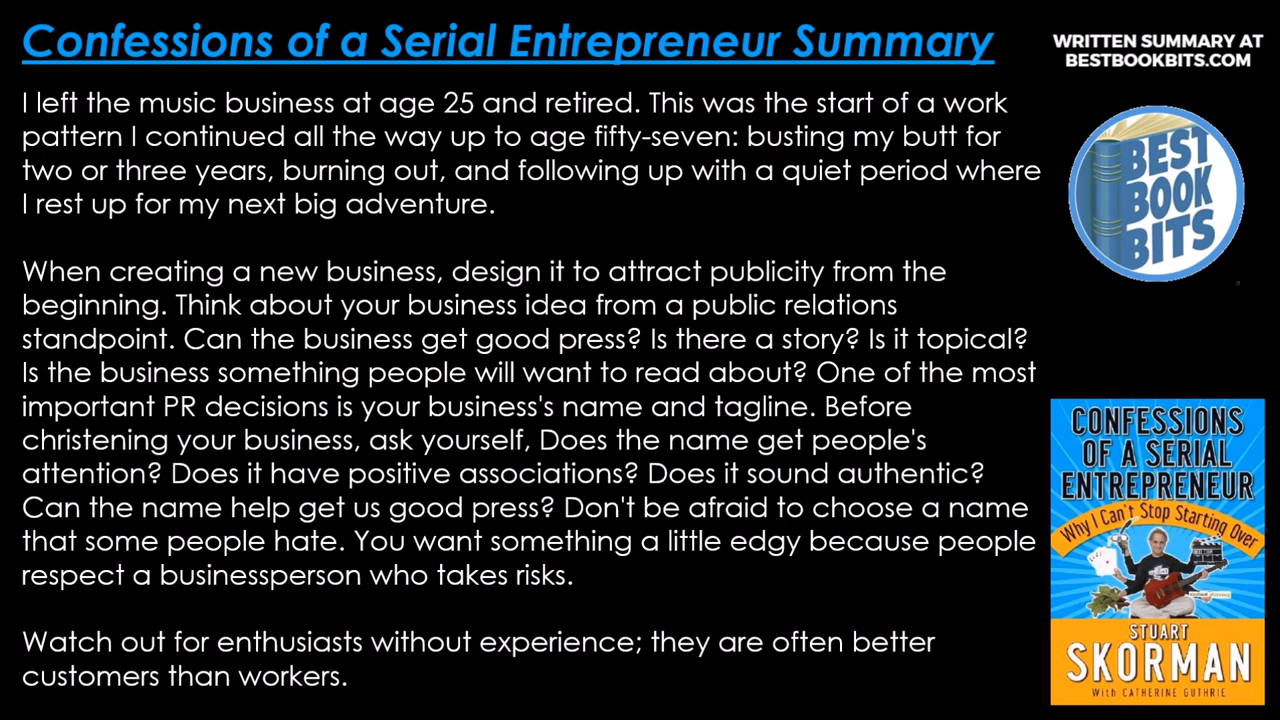 Confessions of a Serial Entrepreneur Summary
I left the music business at age 25 and retired. This was the start of a work
pattern I continued all the way up to age fifty-seven: busting my butt for
two or three years, burning out, and following up with a quiet period where
I rest up for my next big adventure.
When creating a new business, design it to attract publicity from the
beginning. Think about your business idea from a public relations
standpoint. Can the business get good press? Is there a story? Is it topical?
Is the business something people will want to read about? One of the most
important PR decisions is your business's name and tagline. Before
christening your business, ask yourself, Does the name get people's
attention? Does it have positive associations? Does it sound authentic?
Can the name help get us good press? Don't be afraid to choose a name
that some people hate. You want something a little edgy because people
respect a businessperson who takes risks.
Watch out for enthusiasts without experience; they are often better
customers than workers.
WRITTEN SUMMARY AT
BESTBOOKBITS.COM
BEST
BOOK
BITS
CONFESSIONS
OF A SERIAL
ENTREPRENEUR
Why I Can't Stop Starting Over
STUART
SKORMAN
With CATHERINE GUTHRIE